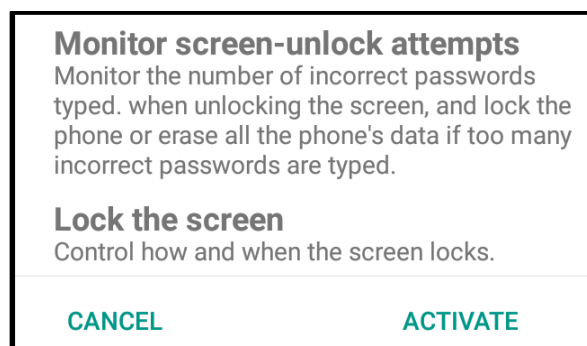 Monitor screen-unlock attempts
Monitor the number of incorrect passwords
typed. when unlocking the screen, and lock the
phone or erase all the phone's data if too many
incorrect passwords are typed.
Lock the screen
Control how and when the screen locks.
CANCEL ACTIVATE